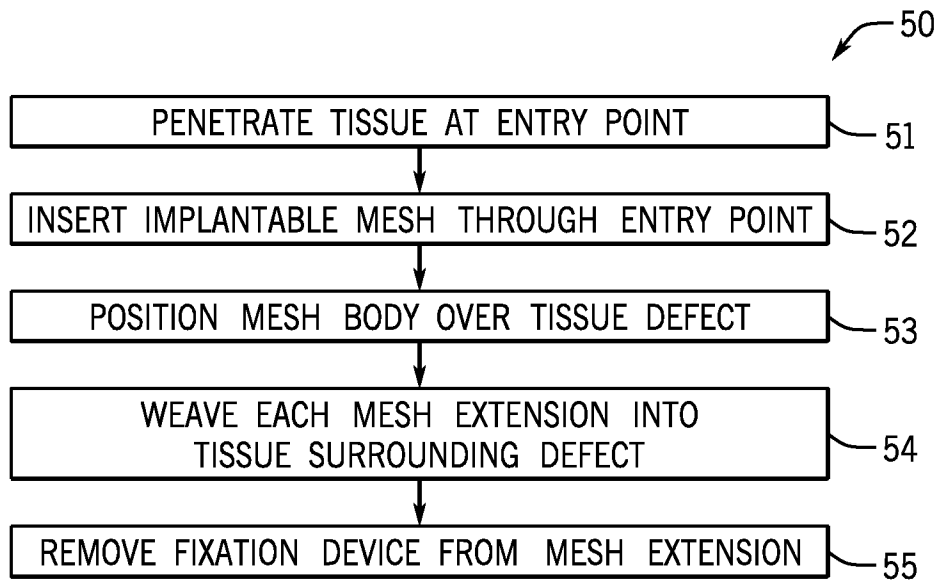 50
PENETRATE TISSUE AT ENTRY POINT
51
INSERT IMPLANTABLE MESH THROUGH ENTRY POINT
52
POSITION MESH BODY OVER TISSUE DEFECT
53
WEAVE EACH MESH EXTENSION INTO
TISSUE SURROUNDING DEFECT
54
REMOVE FIXATION DEVICE FROM MESH EXTENSION
55